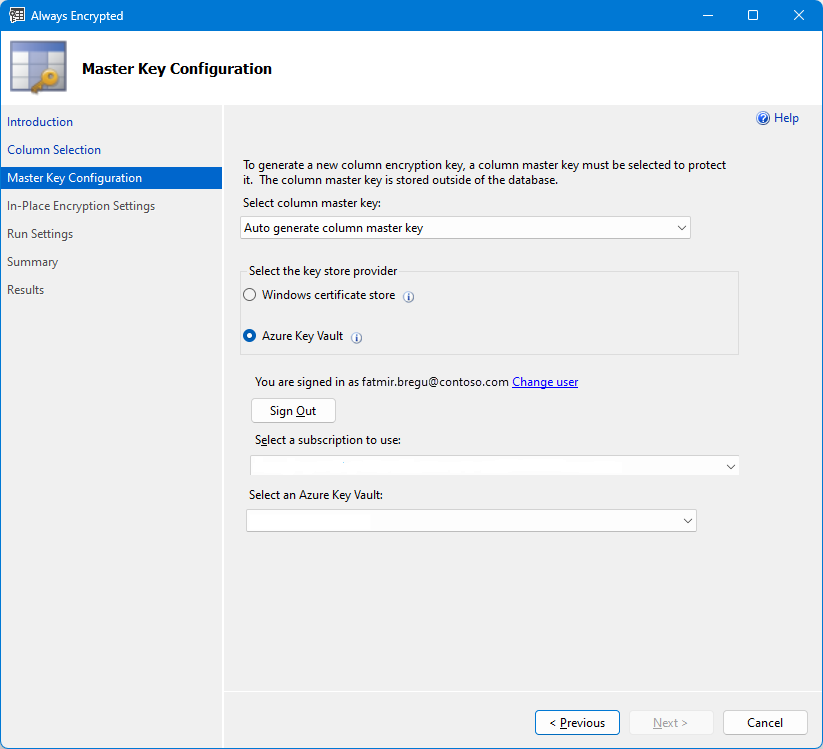 Always Encrypted
Master Key Configuration
Introduction
Column Selection
Master Key Configuration
In-Place Encryption Settings
Run Settings
Summary
Results
Help
To generate a new column encryption key, a column master key must be selected to protect
it.  The column master key is stored outside of the database.
Select column master key:
Auto generate column master key
Select the key store provider
Windows certificate store
Azure Key Vault
You are signed in as fatmir.bregu@contoso.com Change user
Sign Out
Select a subscription to use:
Select an Azure Key Vault:
< Previous
Next >
Cancel